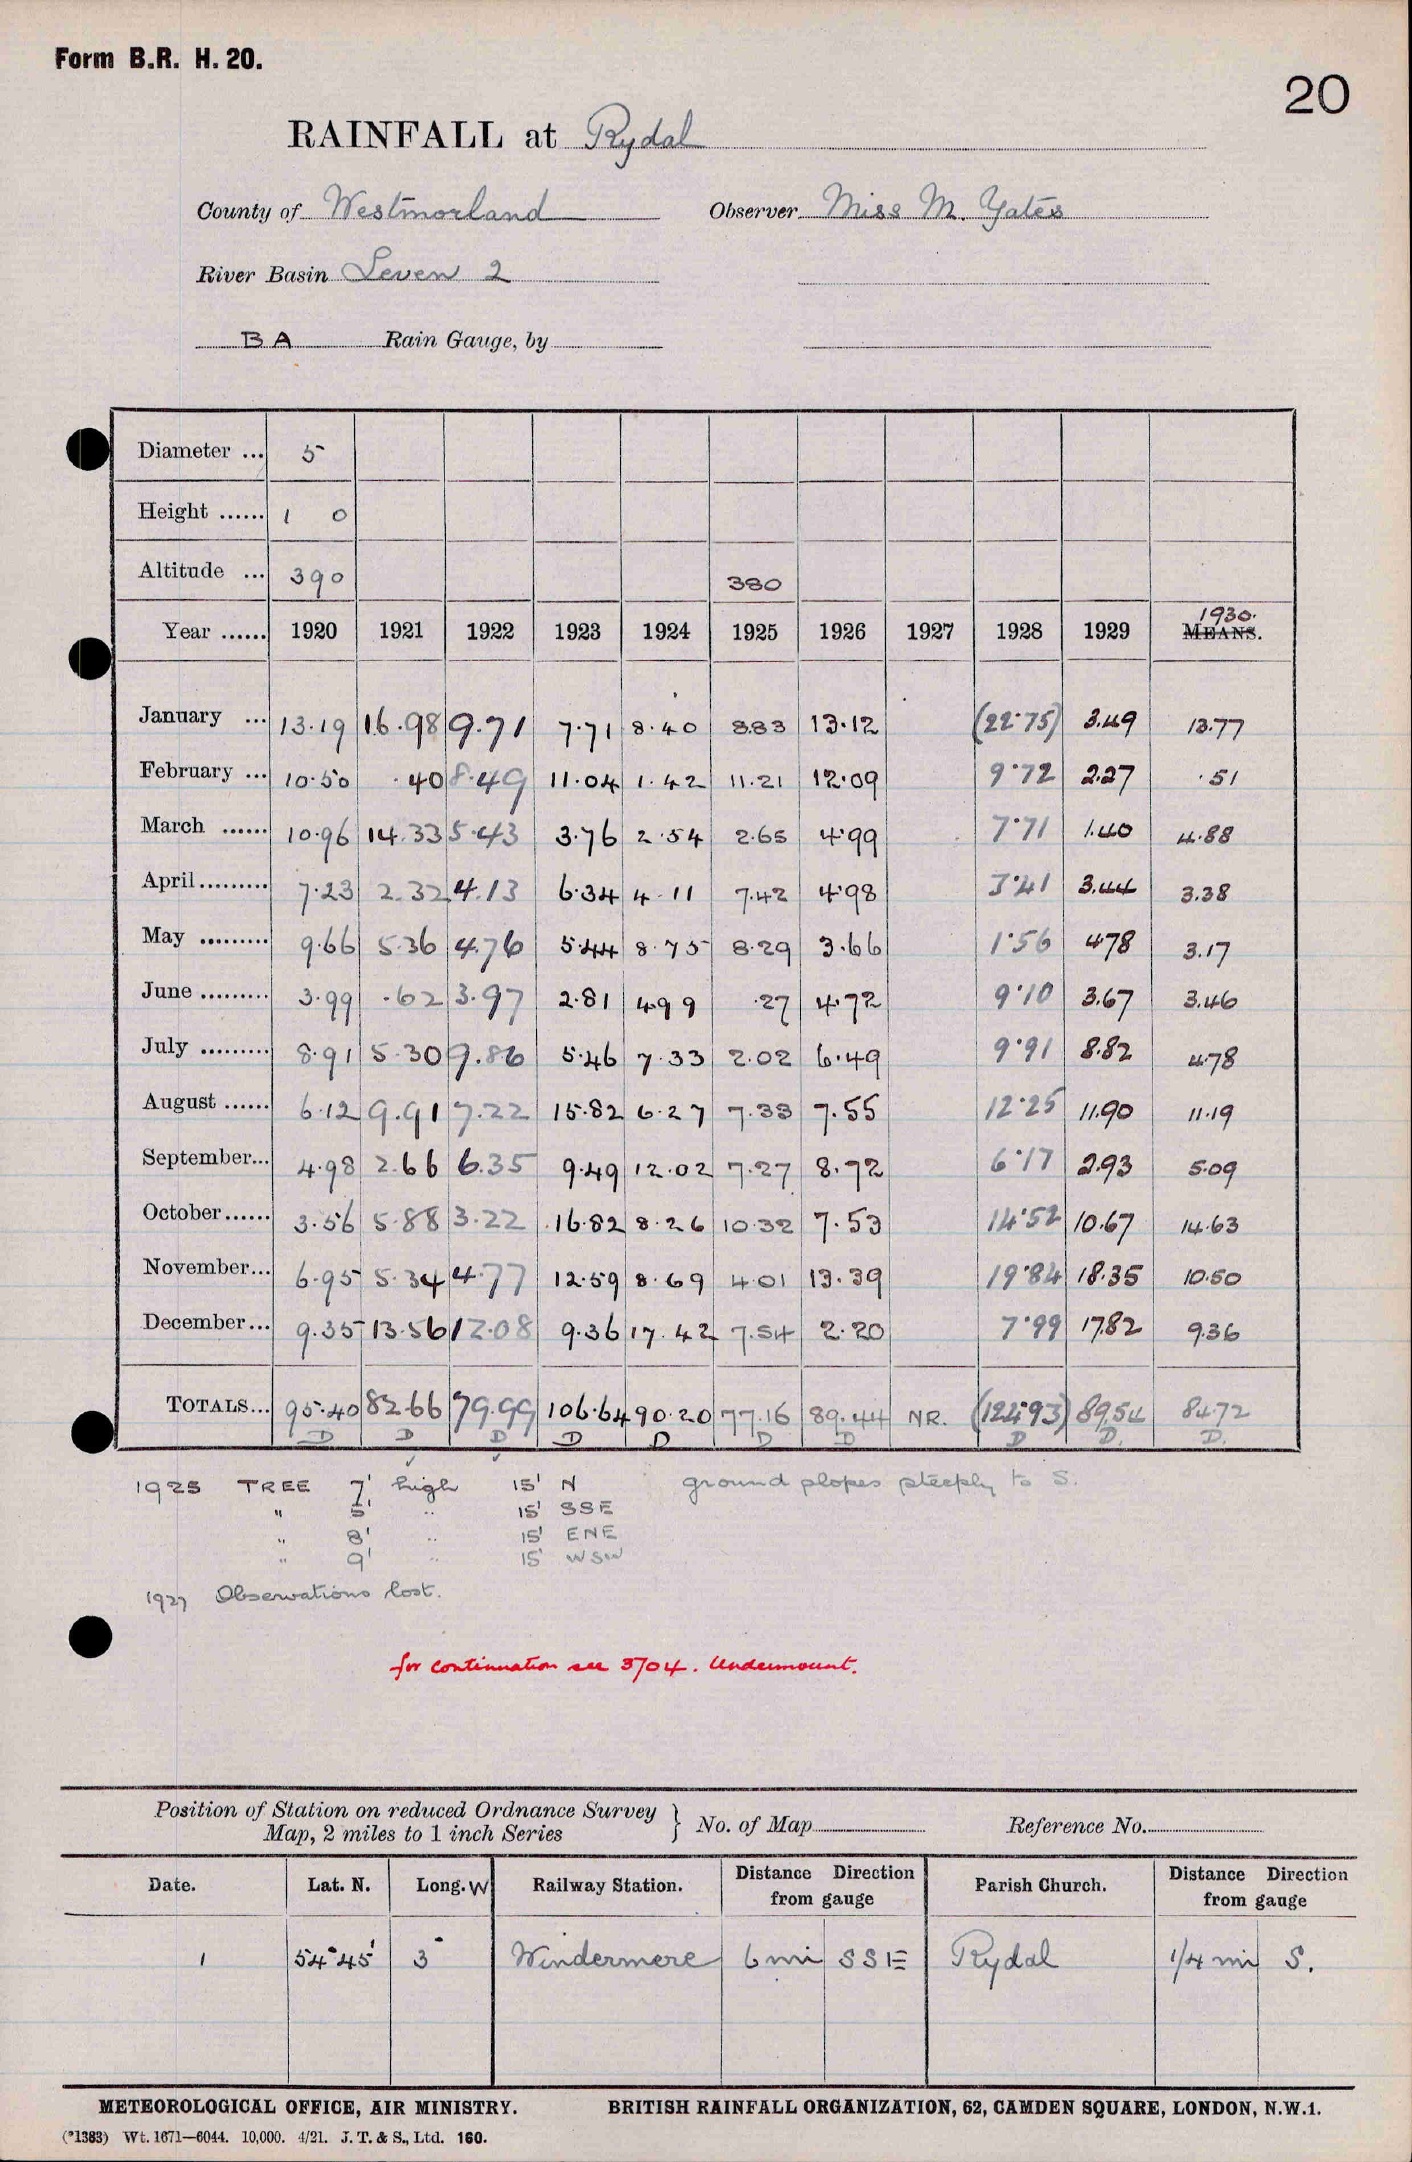 Form B.R. H. 20.
20
RAINFALL at Rydal
County of Westmorland Observer Miss M. Yates
River Basin Leven 2
BA Rain Gauge, by
Diameter ... 5
Height ...... 1 0
Altitude ... 390 380
Year ...... 1920 1921 1922 1923 1924 1925 1926 1927 1928 1929 1930. MEANS.
January ... 13.19 16.98 9.71 7.71 8.40 8.83 13.12 (22.75) 3.49 13.77
February ... 10.50 .40 8.49 11.04 1.42 11.21 12.09 9.72 2.27 .51
March ...... 10.96 14.33 5.43 3.76 2.54 2.65 4.99 7.71 1.40 4.88
April ......... 7.23 2.32 4.13 6.34 4.11 7.42 4.98 3.41 3.44 3.38
May ......... 9.66 5.36 4.76 5.44 8.75 8.29 3.66 1.56 4.78 3.17
June ......... 3.99 .62 3.97 2.81 4.99 .27 4.72 9.10 3.67 3.46
July ......... 8.91 5.30 9.86 5.46 7.33 2.02 6.49 9.91 8.82 4.78
August ...... 6.12 9.91 7.22 15.82 6.27 7.33 7.55 12.25 11.90 11.19
September... 4.98 2.66 6.35 9.49 12.02 7.27 8.72 6.17 2.93 5.09
October...... 3.56 5.88 3.22 16.82 8.26 10.32 7.53 14.52 10.67 14.63
November... 6.95 5.34 4.77 12.59 8.69 4.01 13.39 19.84 18.35 10.50
December... 9.35 13.56 12.08 9.36 17.42 7.54 2.20 7.99 17.82 9.36
TOTALS... 95.40 82.66 79.99 106.64 90.20 77.16 89.44 NR. (124.93) 89.54 84.72
D D D D D D D D D. D.
1925 TREE 7' high 15' N ground slopes steeply to S.
" 5' .. 15' SSE
" 8' .. 15' ENE
" 9' .. 15' WSW
1927 Observations lost.
for continuation see 3704. Undermount.
Position of Station on reduced Ordnance Survey Map, 2 miles to 1 inch Series } No. of Map Reference No.
Date. Lat. N. Long. W Railway Station. Distance Direction from gauge Parish Church. Distance Direction from gauge
1 54° 45' 3° Windermere 6 mi SSE Rydal 1/4 mi S.
METEOROLOGICAL OFFICE, AIR MINISTRY. BRITISH RAINFALL ORGANIZATION, 62, CAMDEN SQUARE, LONDON, N.W.1.
(*1383) Wt. 1671—6044. 10,000. 4/21. J. T. & S., Ltd. 160.